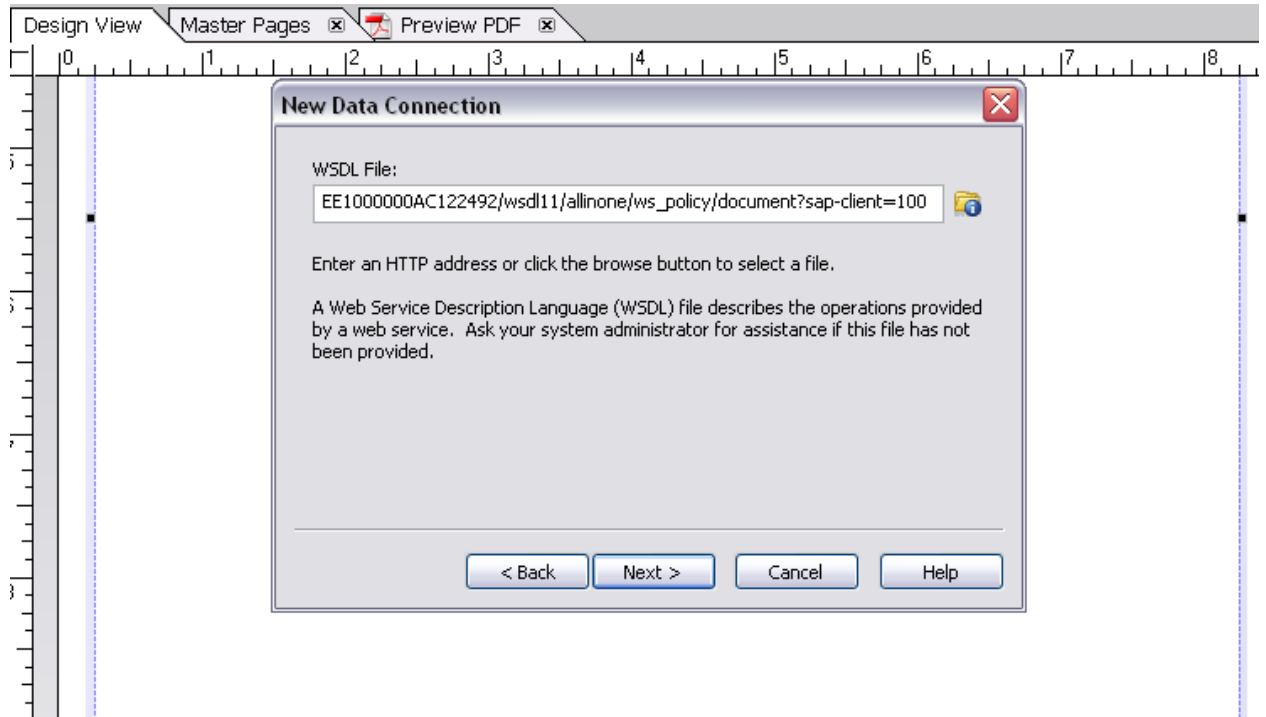 Design View Master Pages Preview PDF
0 1 2 3 4 5 6 7 8
New Data Connection
WSDL File:
EE1000000AC122492/wsdl11/allinone/ws_policy/document?sap-client=100
Enter an HTTP address or click the browse button to select a file.
A Web Service Description Language (WSDL) file describes the operations provided
by a web service. Ask your system administrator for assistance if this file has not
been provided.
< Back Next > Cancel Help